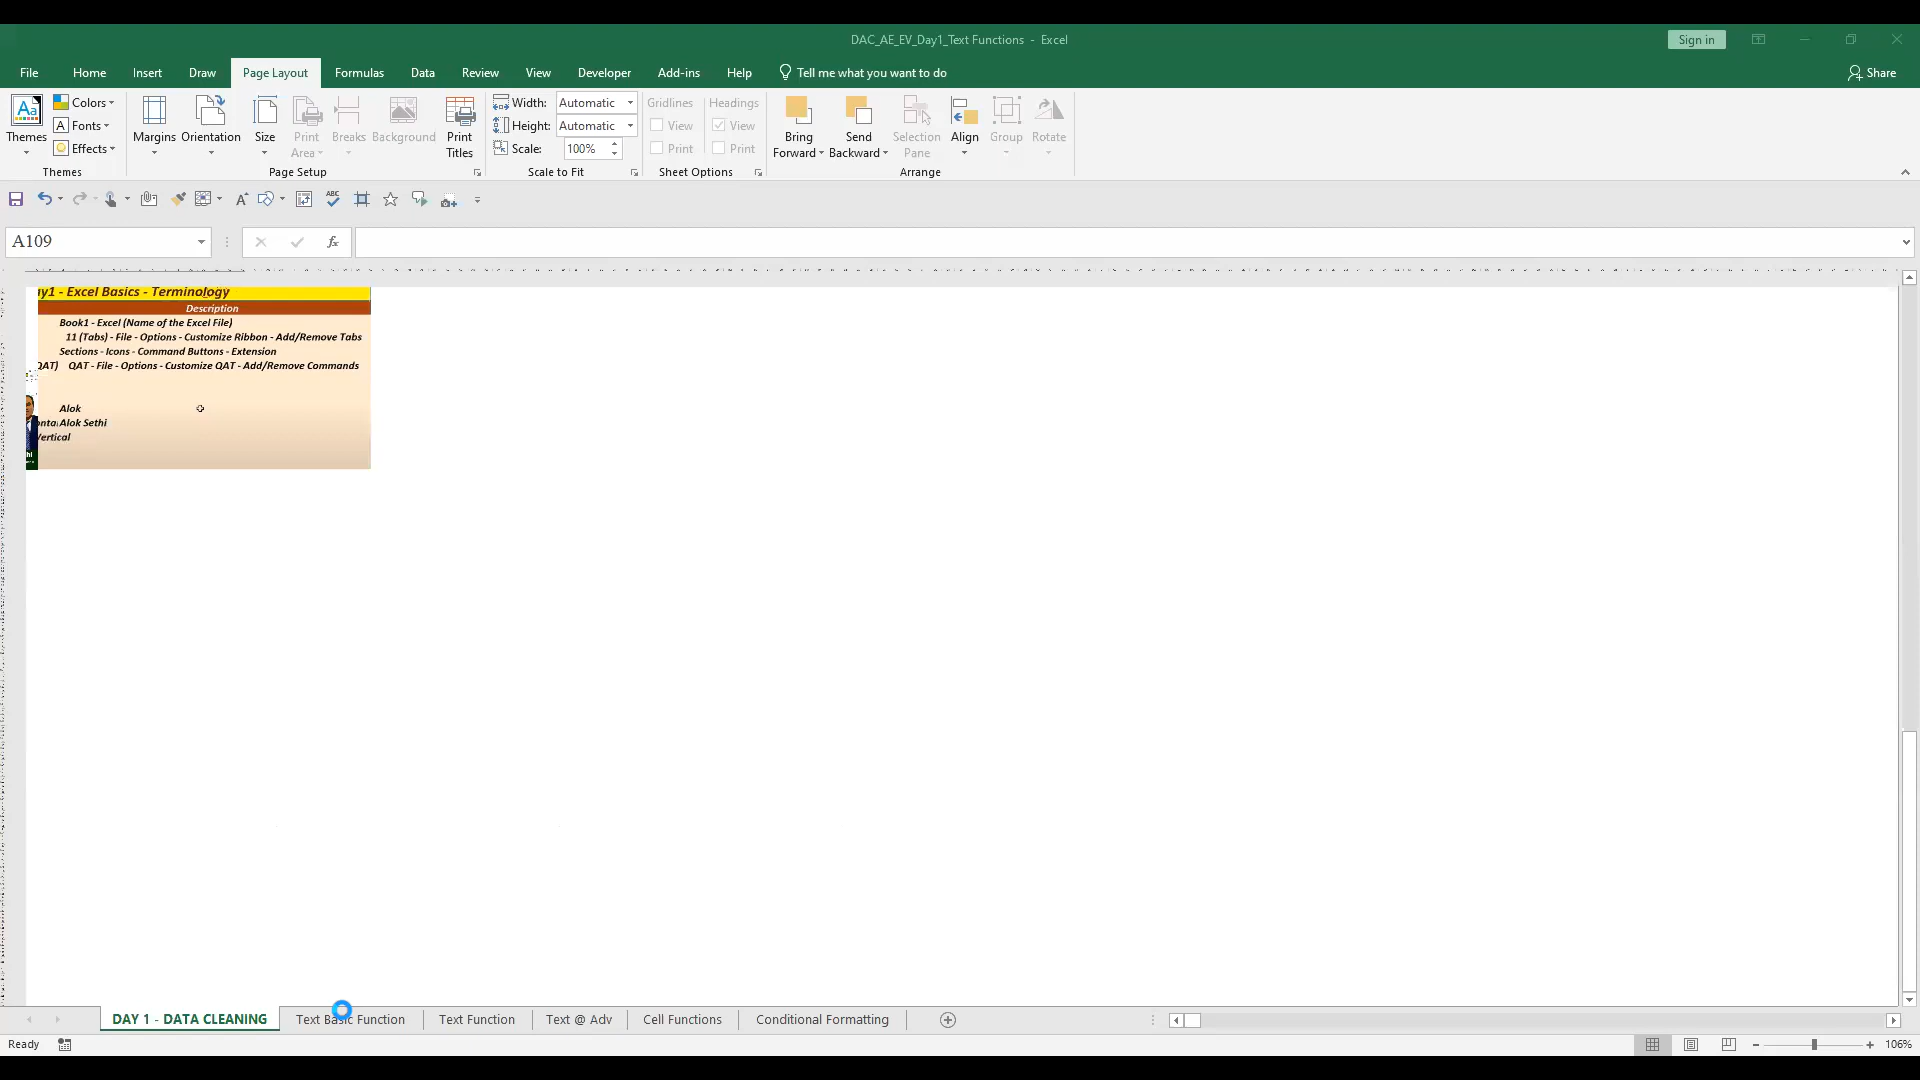 DAC_AE_EV_Day1_Text Functions - Excel
Sign in
File Home Insert Draw Page Layout Formulas Data Review View Developer Add-ins Help Tell me what you want to do Share
Themes Colors Fonts Effects
Margins Orientation Size Print Area Breaks Background Print Titles
Width: Automatic
Height: Automatic
Scale: 100%
Gridlines Headings
View View
Print Print
Bring Forward Send Backward Selection Pane Align Group Rotate
Themes Page Setup Scale to Fit Sheet Options Arrange
ABC
A109 fx
y1 - Excel Basics - Terminology
Description
Book1 - Excel (Name of the Excel File)
11 (Tabs) - File - Options - Customize Ribbon - Add/Remove Tabs
Sections - Icons - Command Buttons - Extension
QAT) QAT - File - Options - Customize QAT - Add/Remove Commands
Alok
Alok Sethi
Vertical
DAY 1 - DATA CLEANING Text Basic Function Text Function Text @ Adv Cell Functions Conditional Formatting
Ready 106%